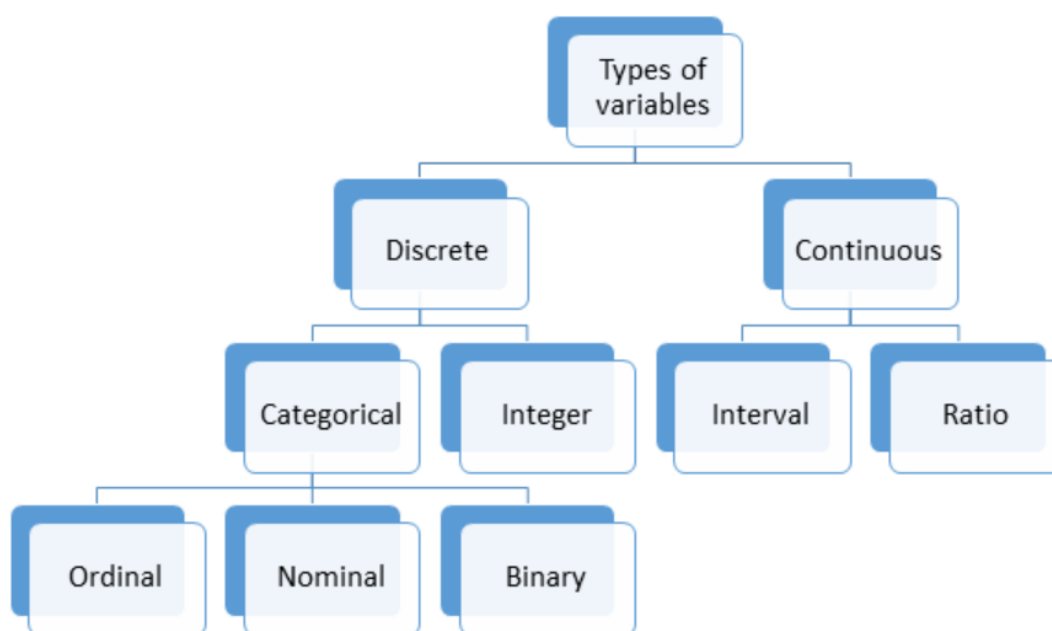 Types of
variables
Discrete
Continuous
Categorical
Integer
Interval
Ratio
Ordinal
Nominal
Binary